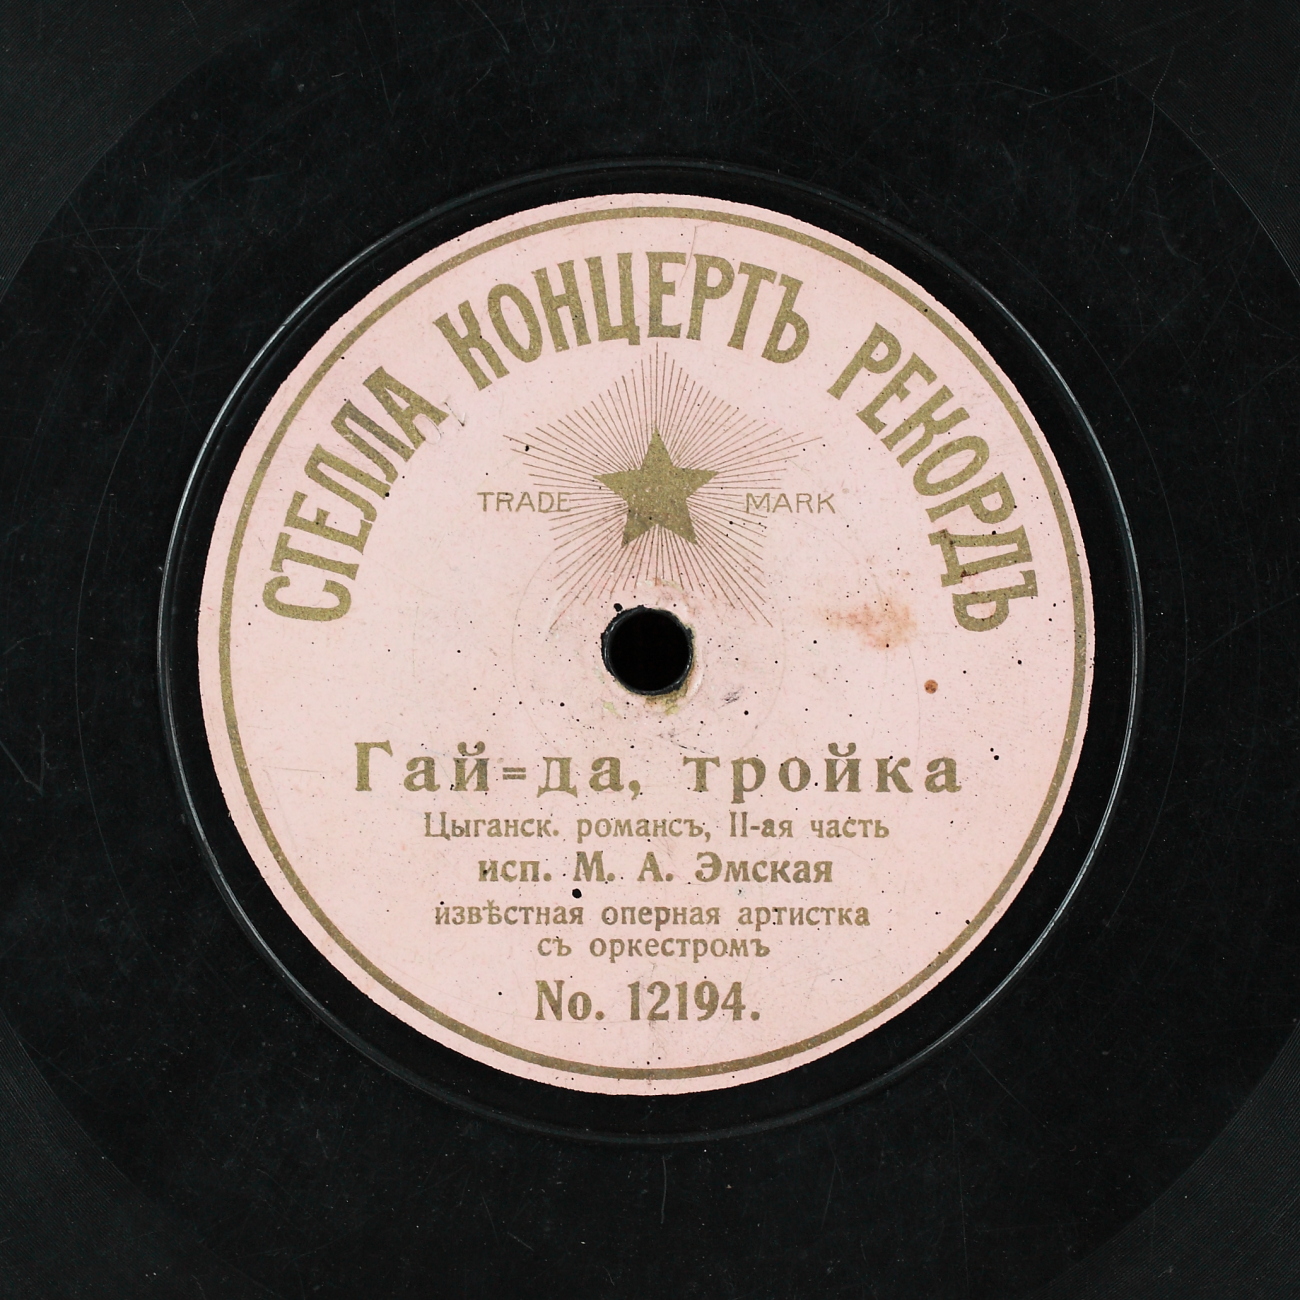 СТЕЛЛА КОНЦЕРТЪ РЕКОРДЪ
TRADE MARK
Гай=да, тройка
Цыганск. романсъ, II-ая часть
исп. М. А. Эмская
извѣстная оперная артистка
съ оркестромъ
No. 12194.